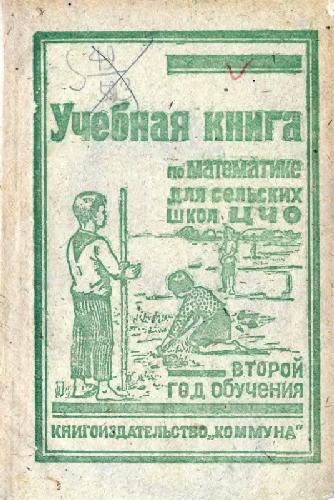 Учебная книга
по математике
для сельских
школ ЦЧО
второй
год обучения
книгоиздательство „коммуна"